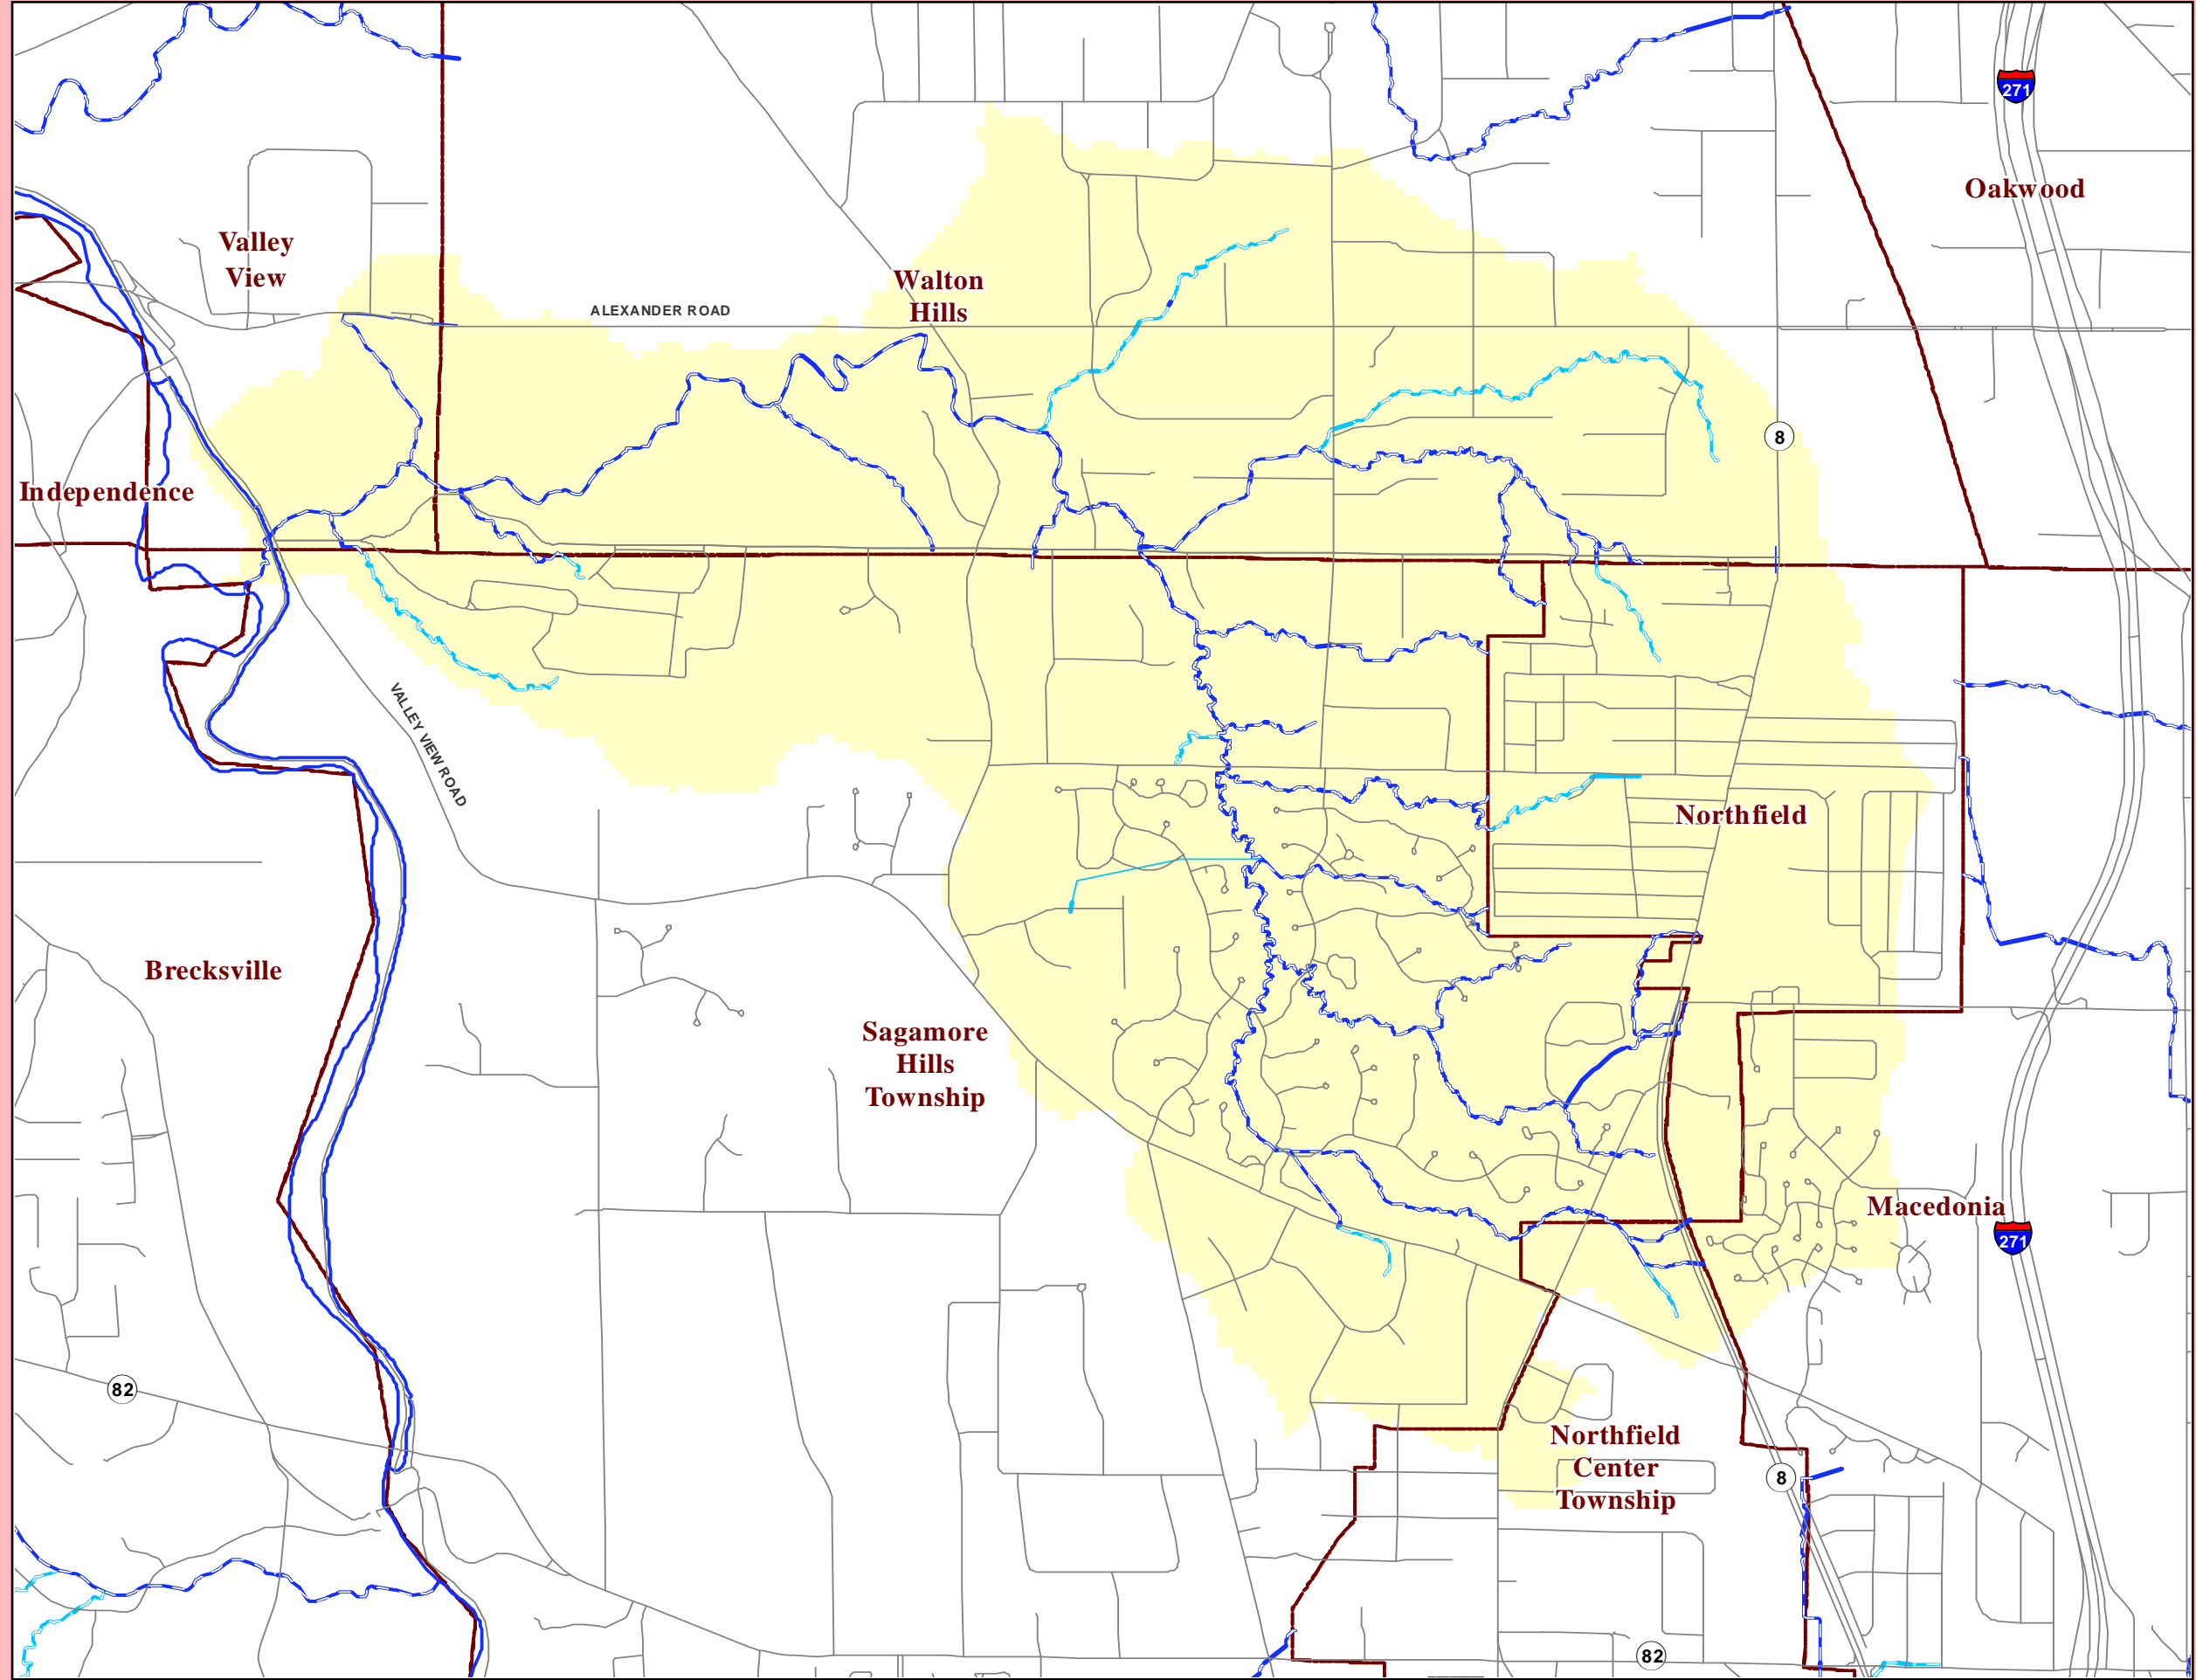 271
Oakwood
Valley
View
Walton
Hills
ALEXANDER ROAD
8
Independence
VALLEY VIEW ROAD
Northfield
Brecksville
Sagamore
Hills
Township
Macedonia
271
82
Northfield
Center
Township
8
82